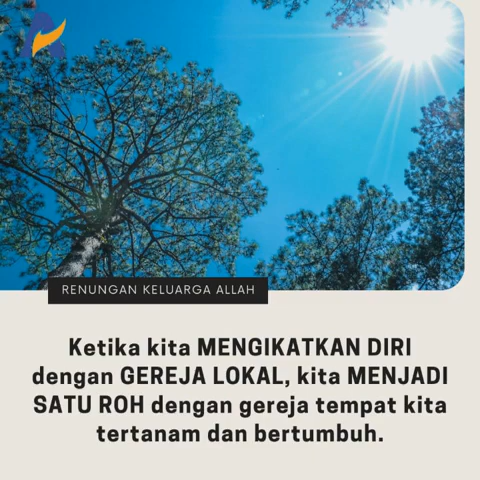 RENUNGAN KELUARGA ALLAH
Ketika kita MENGIKATKAN DIRI
dengan GEREJA LOKAL, kita MENJADI
SATU ROH dengan gereja tempat kita
tertanam dan bertumbuh.